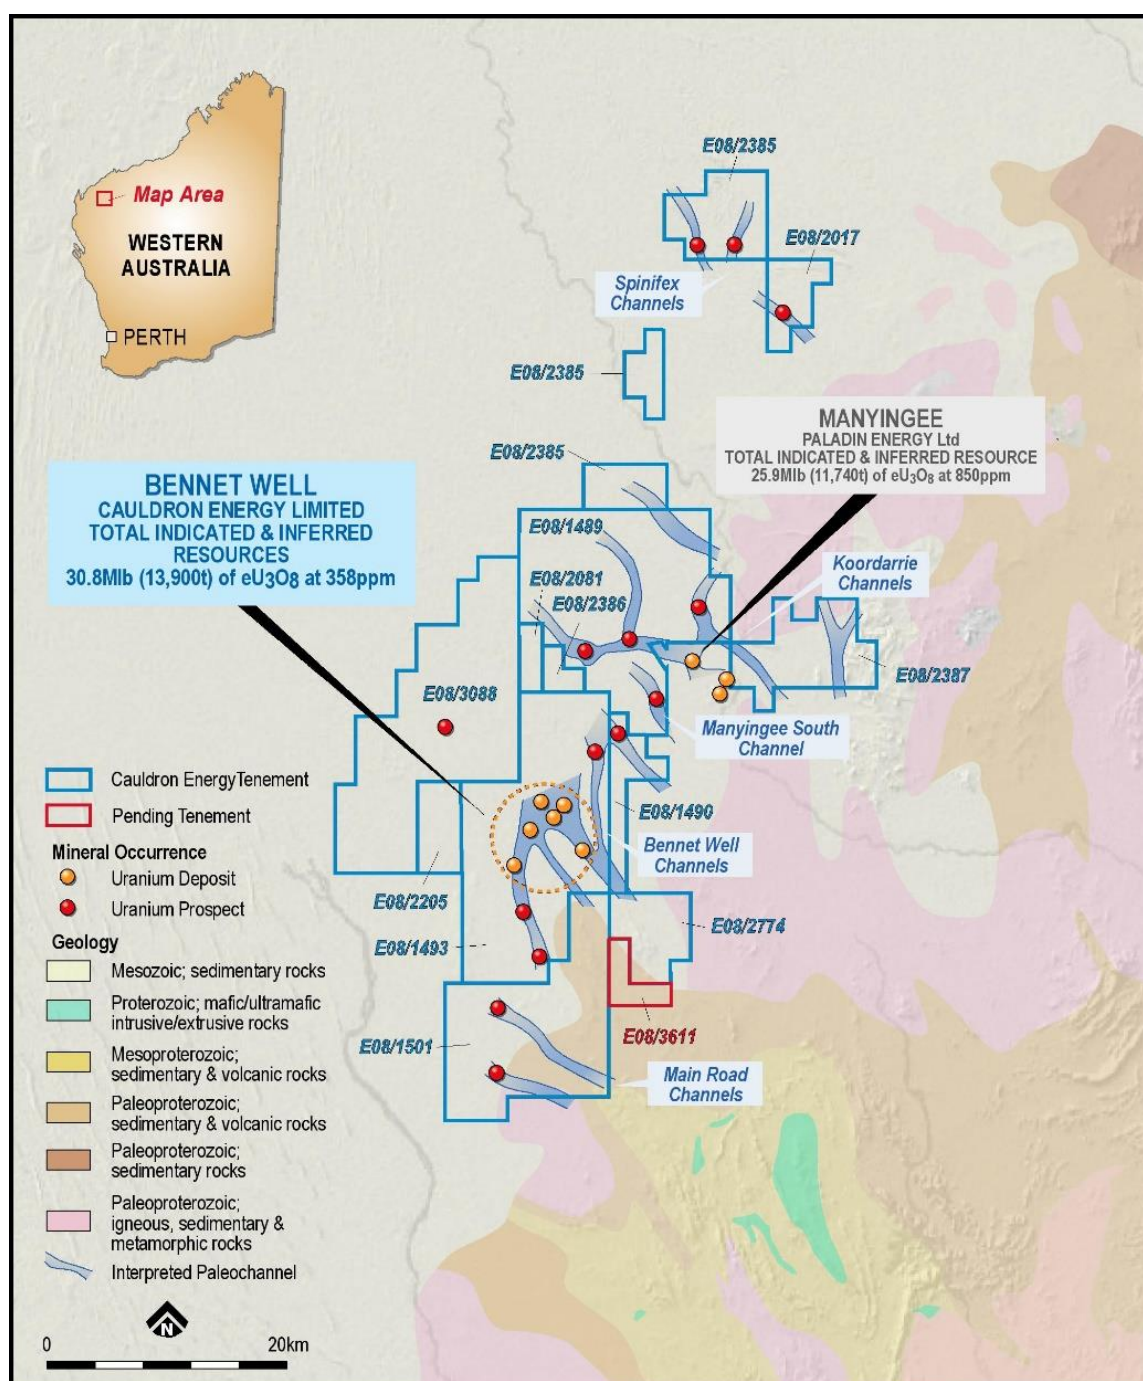 Map Area
WESTERN
AUSTRALIA
PERTH
E08/2385
E08/2017
Spinifex
Channels
E08/2385
MANYINGEE
PALADIN ENERGY Ltd
TOTAL INDICATED & INFERRED RESOURCE
25.9Mlb (11,740t) of eU₃O₈ at 850ppm
E08/2385
BENNET WELL
CAULDRON ENERGY LIMITED
TOTAL INDICATED & INFERRED
RESOURCES
30.8Mlb (13,900t) of eU₃O₈ at 358ppm
E08/1489
Koordarrie
Channels
E08/2081
E08/2386
E08/2387
E08/3088
Manyingee South
Channel
E08/1490
Bennet Well
Channels
E08/2205
E08/2774
E08/1493
E08/3611
E08/1501
Main Road
Channels
Cauldron Energy Tenement
Pending Tenement
Mineral Occurrence
Uranium Deposit
Uranium Prospect
Geology
Mesozoic; sedimentary rocks
Proterozoic; mafic/ultramafic
intrusive/extrusive rocks
Mesoproterozoic;
sedimentary & volcanic rocks
Paleoproterozoic;
sedimentary & volcanic rocks
Paleoproterozoic;
sedimentary rocks
Paleoproterozoic;
igneous, sedimentary &
metamorphic rocks
Interpreted Paleochannel
N
0 20km